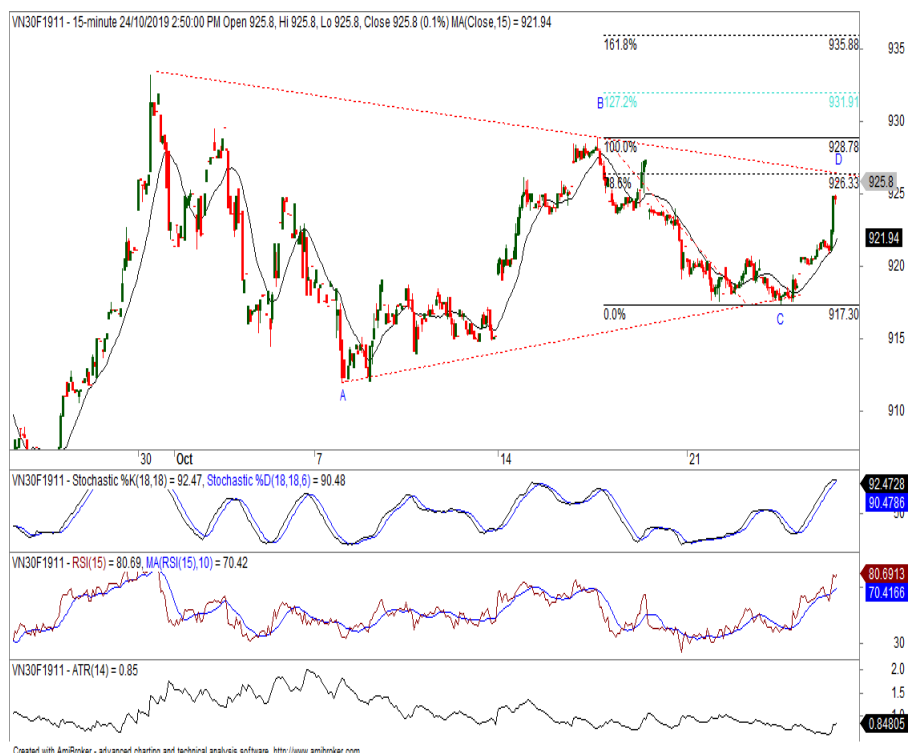 VN30F1911 - 15-minute 24/10/2019 2:50:00 PM Open 925.8, Hi 925.8, Lo 925.8, Close 925.8 (0.1%) MA(Close,15) = 921.94
161.8% 935.88
935
B 127.2% 931.91
930
100.0% 928.78
D
8.6% 926.33
925.8
925
921.94
920
0.0% 917.30
C
915
A
910
30 Oct 7 14 21
VN30F1911 - Stochastic %K(18,18) = 92.47, Stochastic %D(18,18,6) = 90.48
92.4728
90.4786
VN30F1911 - RSI(15) = 80.69, MA(RSI(15),10) = 70.42
80.6913
70.4166
30
VN30F1911 - ATR(14) = 0.85
2.0
1.5
1.0
0.84805
Created with AmiBroker - advanced charting and technical analysis software. http://www.amibroker.com